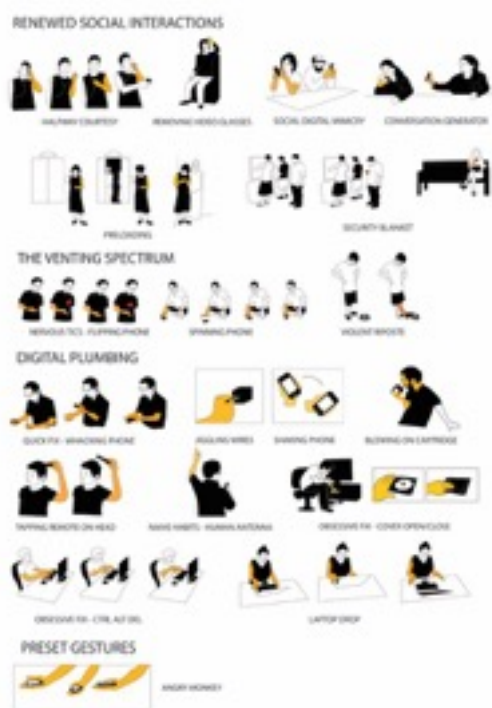 RENEWED SOCIAL INTERACTIONS
HALFWAY COURTESY
REMOVING VIDEO GLASSES
SOCIAL DIGITAL MIMICRY
CONVERSATION GENERATOR
PRELOADING
SECURITY BLANKET
THE VENTING SPECTRUM
NERVOUS TICS - FLIPPING PHONE
SPINNING PHONE
VIOLENT RIPOSTE
DIGITAL PLUMBING
QUICK FIX - WHACKING PHONE
JIGGLING WIRES
SHAKING PHONE
BLOWING ON CARTRIDGE
TAPPING REMOTE ON HEAD
NAIVE HABITS - HUMAN ANTENNA
OBSESSIVE FIX - COVER OPEN/CLOSE
OBSESSIVE FIX - CTRL ALT DEL
LAPTOP DROP
PRESET GESTURES
ANGRY MONKEY